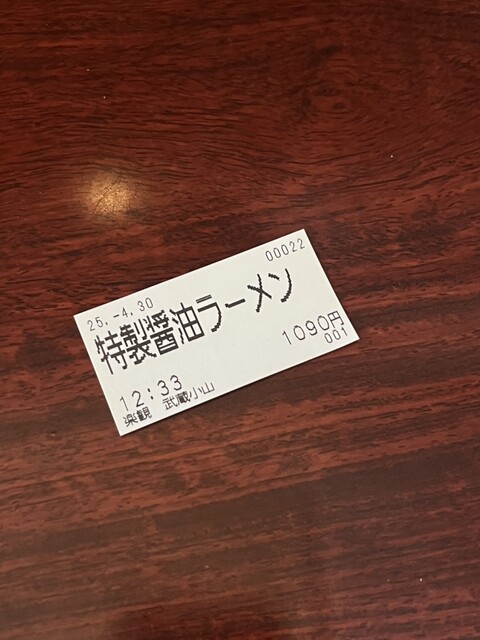 25.-4.30 00022
特製醤油ラーメン
1090円
12:33 001
楽観 武蔵小山